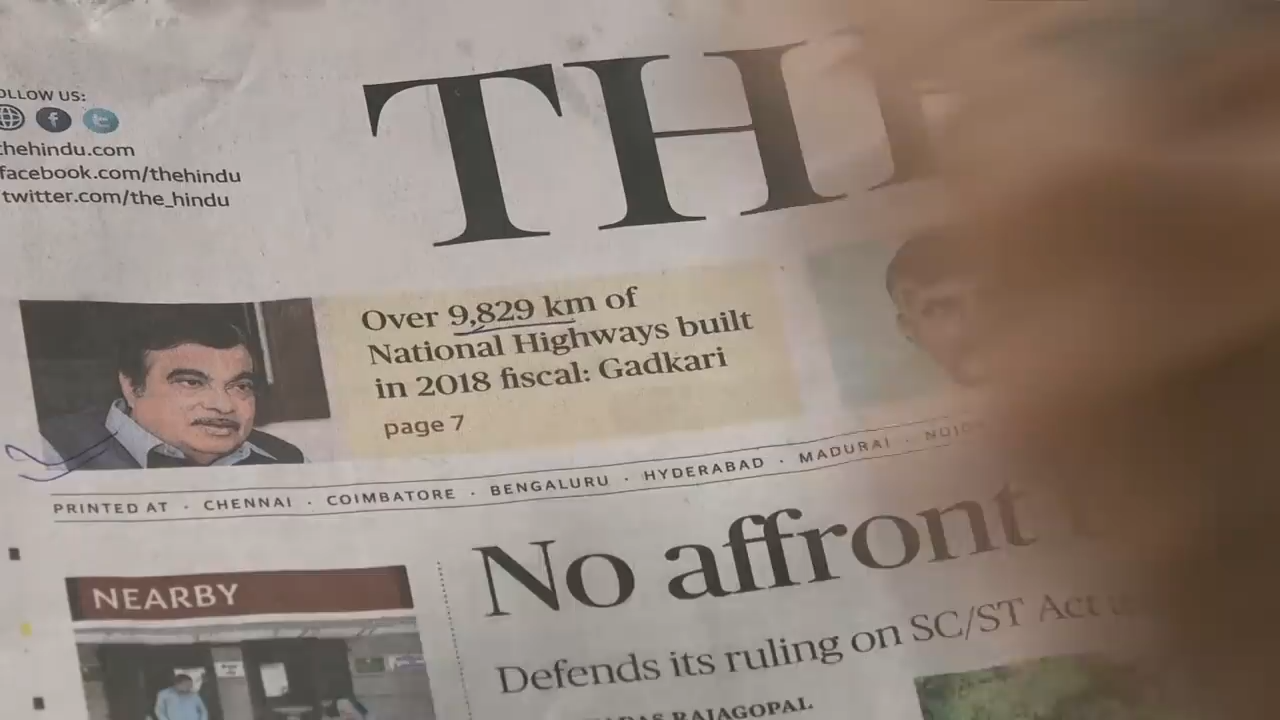 OLLOW US:
thehindu.com
facebook.com/thehindu
twitter.com/the_hindu
TH
Over 9,829 km of
National Highways built
in 2018 fiscal: Gadkari
page 7
PRINTED AT · CHENNAI · COIMBATORE · BENGALURU · HYDERABAD · MADURAI · NOID
NEARBY
No affront
Defends its ruling on SC/ST Act
RAJAGOPAL